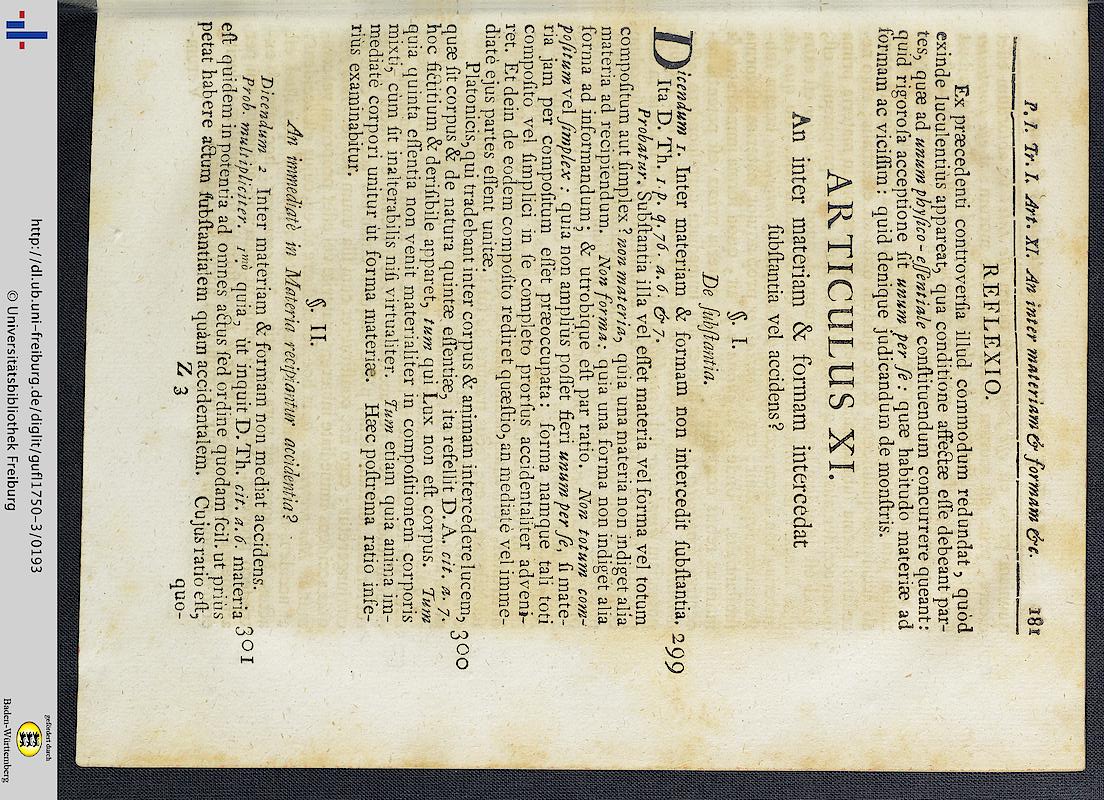 P. I. Tr. I. Art. XI. An inter materiam & formam &c. 181
REFLEXIO.
Ex præcedenti controversia illud commodum redundat, quòd
exinde luculentius appareat, qua conditione affectæ esse debeant par-
tes, quæ ad unum physico-essentiale constituendum concurrere queant:
quid rigorosa acceptione sit unum per se: quæ habitudo materiæ ad
formam ac vicissim: quid denique judicandum de monstris.
ARTICULUS XI.
An inter materiam & formam intercedat
substantia vel accidens?
§. I.
De substantia.
Dicendum 1. Inter materiam & formam non intercedit substantia. 299
Ita D. Th. 1. p. q. 76. a. 6. & 7.
Probatur. Substantia illa vel esset materia vel forma vel totum
compositum aut simplex? non materia, quia una materia non indiget alia
materia ad recipiendum. Non forma: quia una forma non indiget alia
forma ad informandum; & utrobique est par ratio. Non totum com-
positum vel simplex: quia non amplius posset fieri unum per se, si mate-
ria jam per compositum esset præoccupata: forma namque tali toti
composito vel simplici in se completo prorsus accidentaliter adveni-
ret. Et dein de eodem composito rediret quæstio, an mediatè vel imme-
diatè ejus partes essent unitæ.
Platonicis, qui tradebant inter corpus & animam intercedere lucem, 300
quæ sit corpus & de natura quintæ essentiæ, ita refellit D. A. cit. a. 7.
hoc fictitium & derisibile apparet, tum qui Lux non est corpus. Tum
quia quinta essentia non venit materialiter in compositionem corporis
mixti, cum sit inalterabilis nisi virtualiter. Tum etiam quia anima im-
mediatè corpori unitur ùt forma materiæ. Hæc postrema ratio infe-
rius examinabitur.
§. II.
An immediatè in Materia recipiantur accidentia?
Dicendum 2 Inter materiam & formam non mediat accidens.
Prob. multipliciter. 1mò quia, ùt inquit D. Th. cit. a. 6. materia 301
est quidem in potentia ad omnes actus sed ordine quodam scil. ut priùs
petat habere actum substantialem quàm accidentalem. Cujus ratio est,
Z 3 quo-
http://dl.ub.uni-freiburg.de/diglit/gufl1750-3/0193
© Universitätsbibliothek Freiburg
gefördert durch
Baden-Württemberg